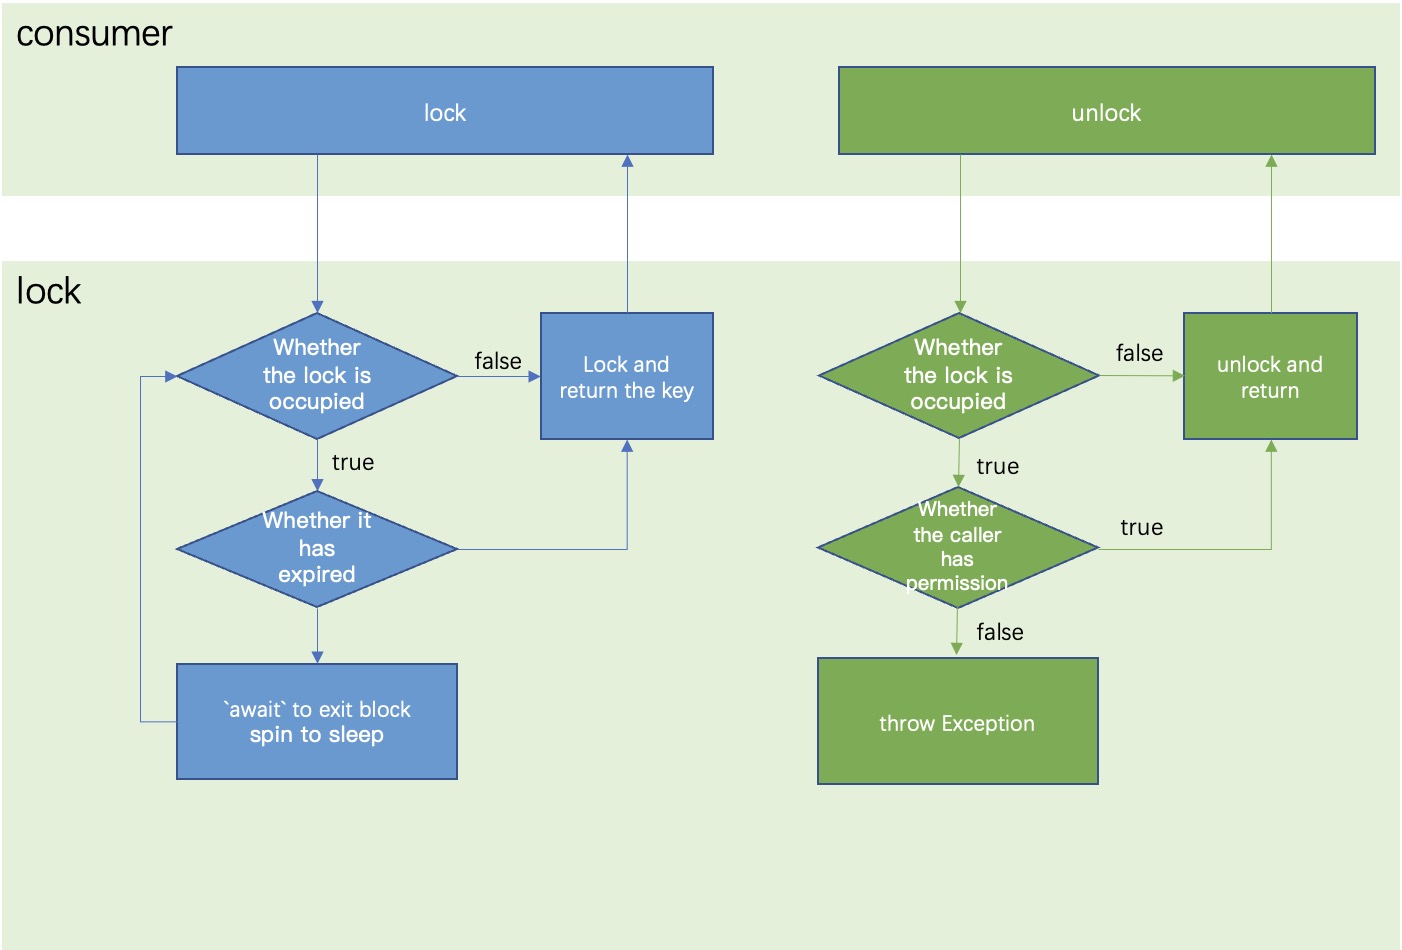 consumer
lock
unlock
lock
Whether
the lock is
occupied
false
Lock and
return the key
true
Whether it
has
expired
`await` to exit block
spin to sleep
Whether
the lock is
occupied
false
unlock and
return
true
Whether
the caller
has
permission
true
false
throw Exception